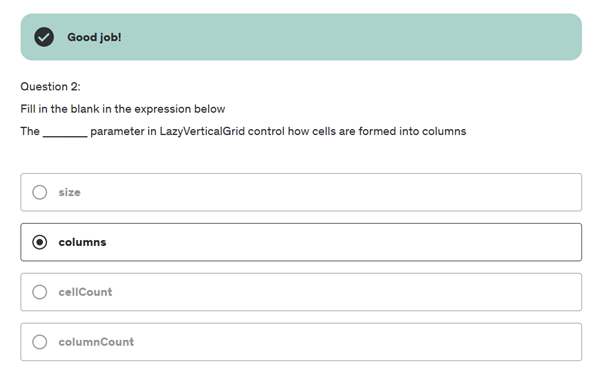 Good job!
Question 2:
Fill in the blank in the expression below
The ________ parameter in LazyVerticalGrid control how cells are formed into columns
size
columns
cellCount
columnCount